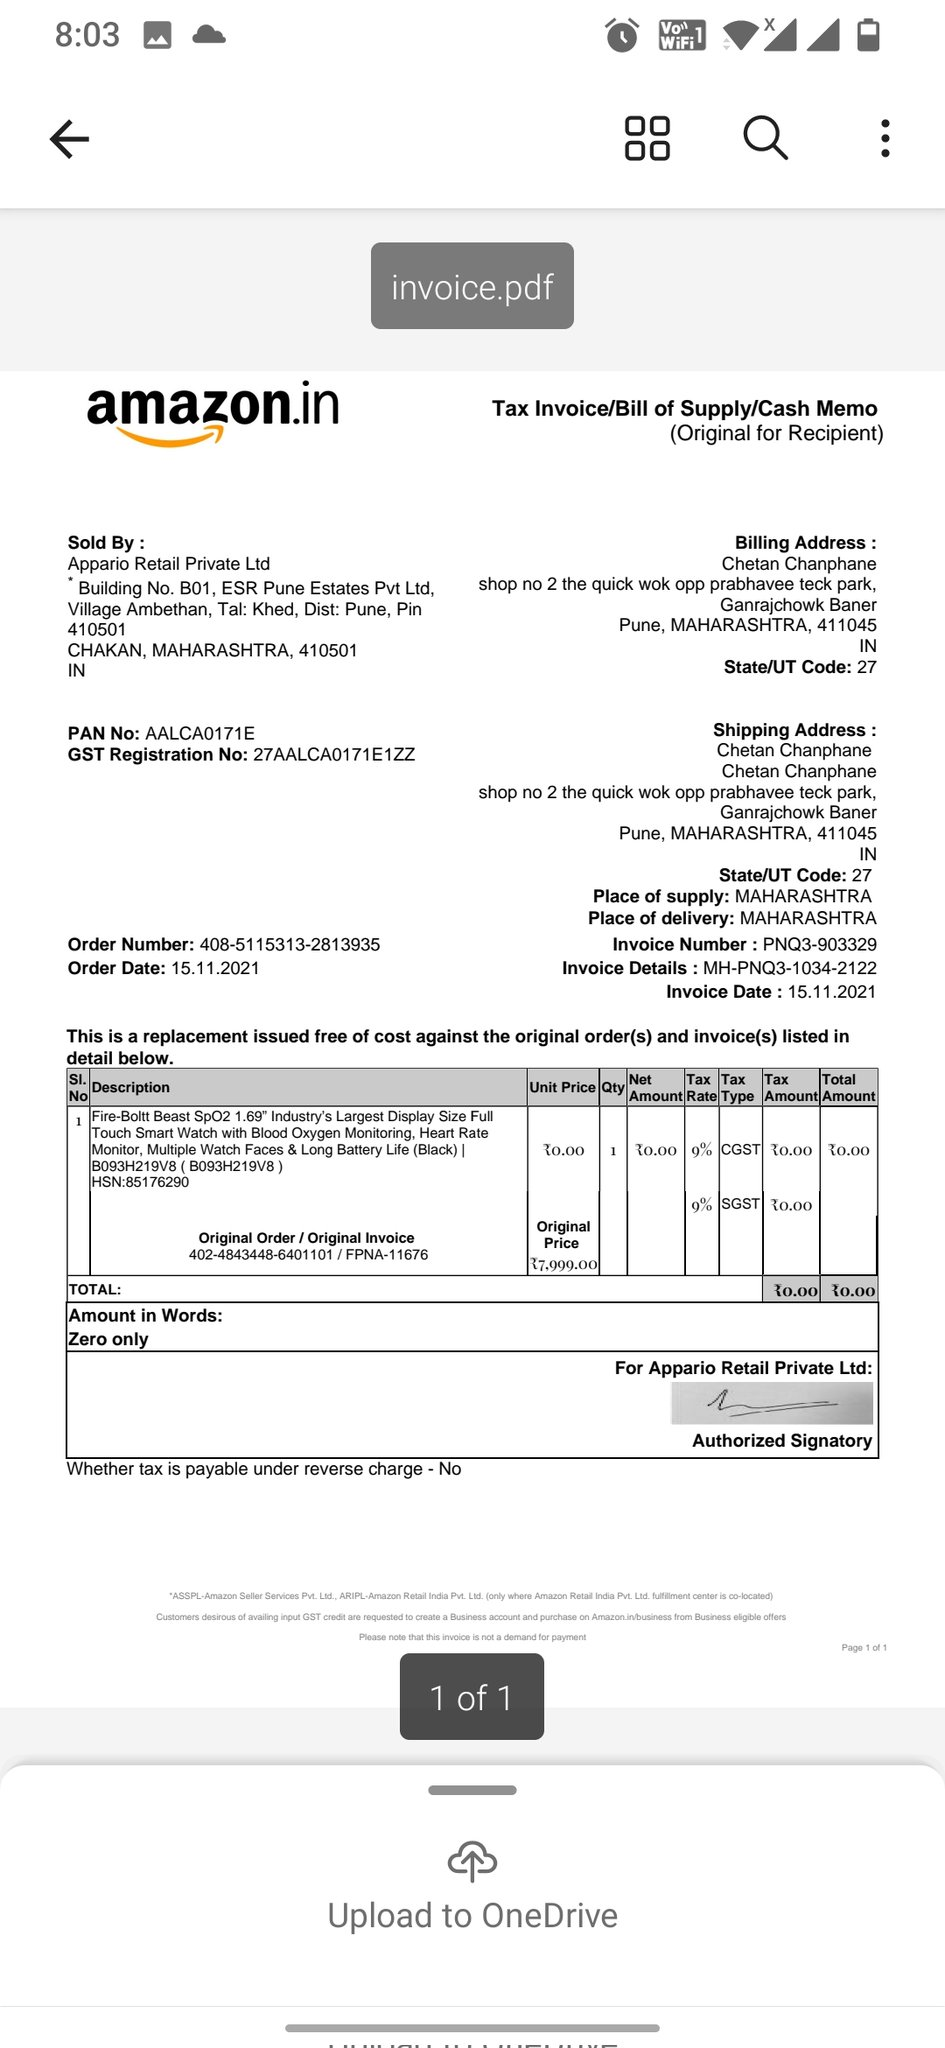 8:03
Vo)) 1
WiFi
X
invoice.pdf
amazon.in
Tax Invoice/Bill of Supply/Cash Memo
(Original for Recipient)
Sold By :
Appario Retail Private Ltd
* Building No. B01, ESR Pune Estates Pvt Ltd,
Village Ambethan, Tal: Khed, Dist: Pune, Pin
410501
CHAKAN, MAHARASHTRA, 410501
IN
Billing Address :
Chetan Chanphane
shop no 2 the quick wok opp prabhavee teck park,
Ganrajchowk Baner
Pune, MAHARASHTRA, 411045
IN
State/UT Code: 27
PAN No: AALCA0171E
GST Registration No: 27AALCA0171E1ZZ
Shipping Address :
Chetan Chanphane
Chetan Chanphane
shop no 2 the quick wok opp prabhavee teck park,
Ganrajchowk Baner
Pune, MAHARASHTRA, 411045
IN
State/UT Code: 27
Place of supply: MAHARASHTRA
Place of delivery: MAHARASHTRA
Order Number: 408-5115313-2813935
Order Date: 15.11.2021
Invoice Number : PNQ3-903329
Invoice Details : MH-PNQ3-1034-2122
Invoice Date : 15.11.2021
This is a replacement issued free of cost against the original order(s) and invoice(s) listed in
detail below.
Sl. No Description Unit Price Qty Net Amount Tax Rate Tax Type Tax Amount Total Amount
1 Fire-Boltt Beast SpO2 1.69” Industry’s Largest Display Size Full
Touch Smart Watch with Blood Oxygen Monitoring, Heart Rate
Monitor, Multiple Watch Faces & Long Battery Life (Black) |
B093H219V8 ( B093H219V8 )
HSN:85176290
₹0.00 1 ₹0.00 9% CGST ₹0.00 ₹0.00
9% SGST ₹0.00
Original Order / Original Invoice
402-4843448-6401101 / FPNA-11676
Original
Price
₹7,999.00
TOTAL: ₹0.00 ₹0.00
Amount in Words:
Zero only
For Appario Retail Private Ltd:
Authorized Signatory
Whether tax is payable under reverse charge - No
*ASSPL-Amazon Seller Services Pvt. Ltd., ARIPL-Amazon Retail India Pvt. Ltd. (only where Amazon Retail India Pvt. Ltd. fulfillment center is co-located)
Customers desirous of availing input GST credit are requested to create a Business account and purchase on Amazon.in/business from Business eligible offers
Please note that this invoice is not a demand for payment
Page 1 of 1
1 of 1
Upload to OneDrive